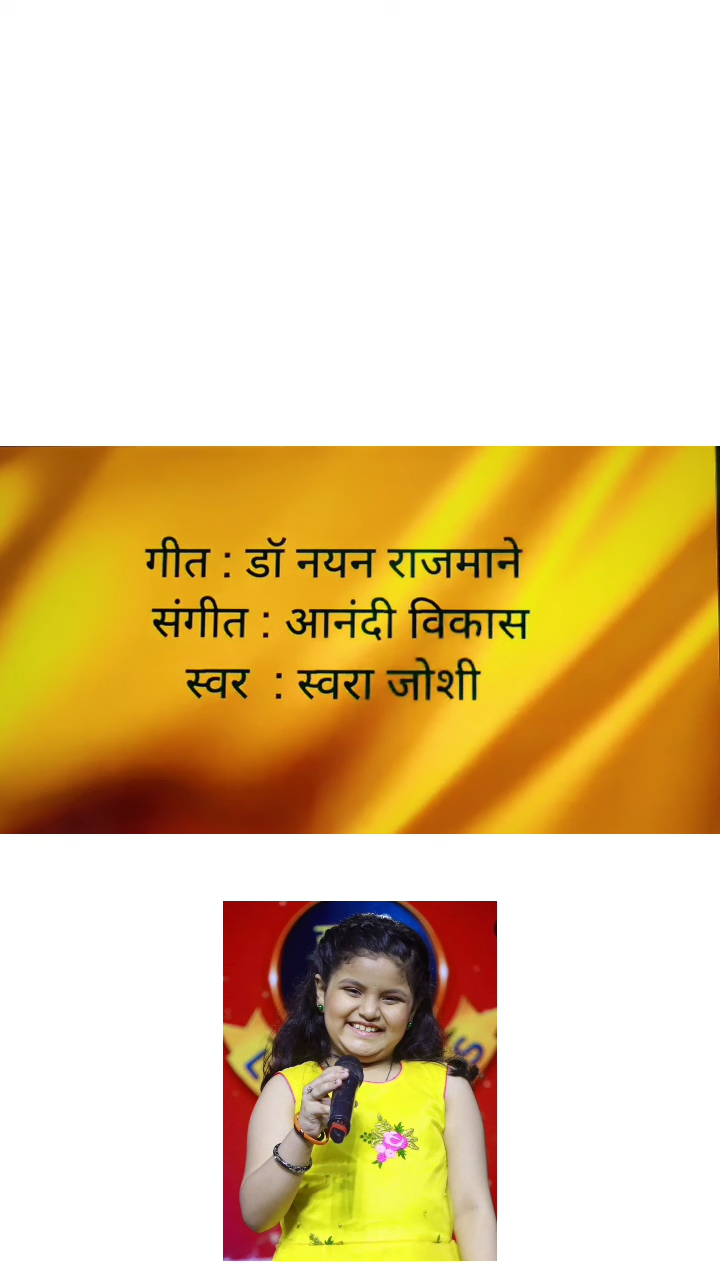 गीत : डॉ नयन राजमाने
संगीत : आनंदी विकास
स्वर : स्वरा जोशी